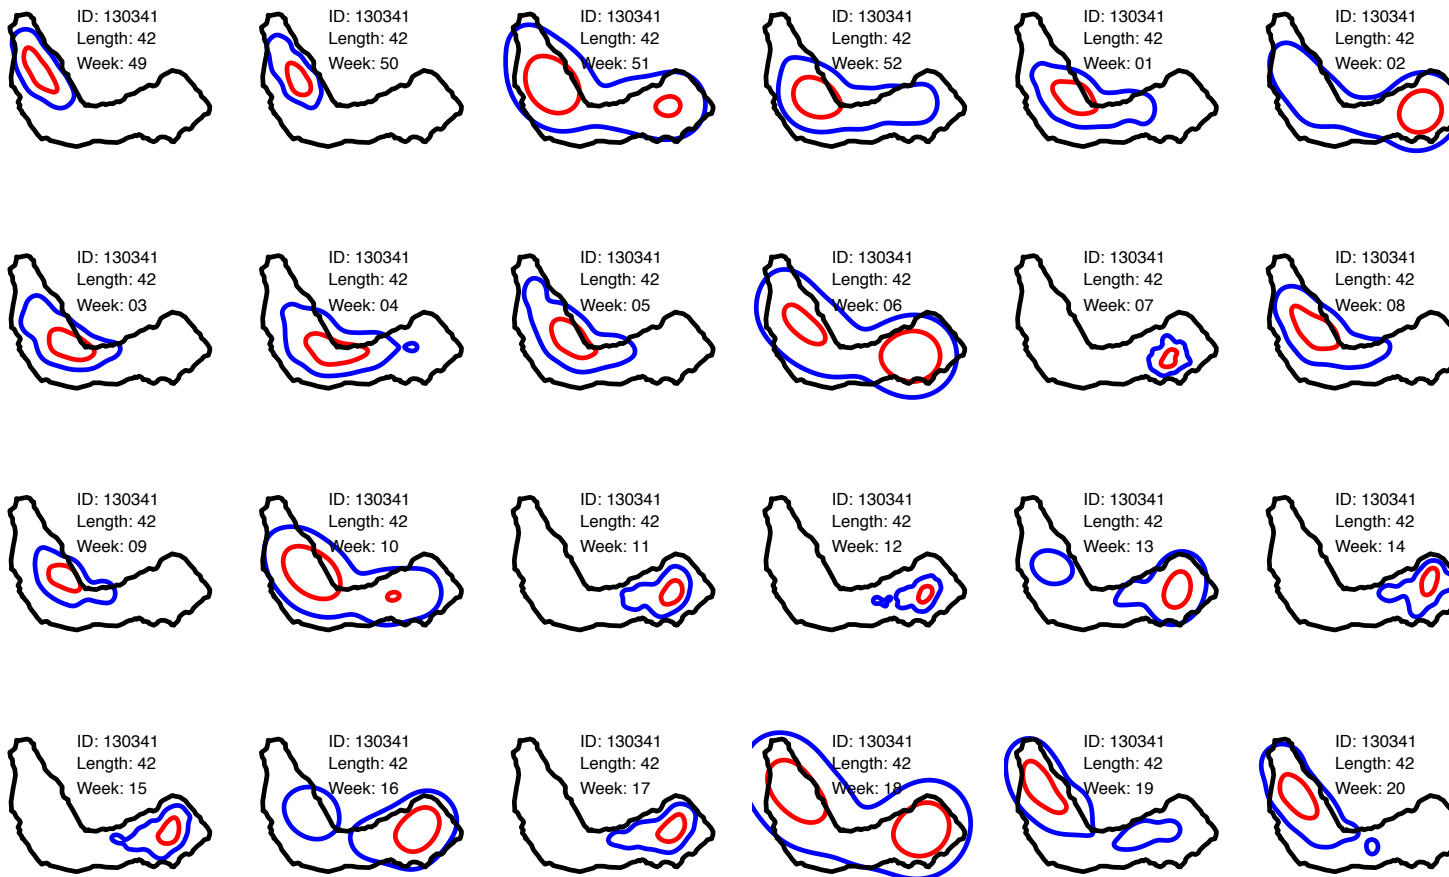 ID: 130341
Length: 42
Week: 49
ID: 130341
Length: 42
Week: 50
ID: 130341
Length: 42
Week: 51
ID: 130341
Length: 42
Week: 52
ID: 130341
Length: 42
Week: 01
ID: 130341
Length: 42
Week: 02
ID: 130341
Length: 42
Week: 03
ID: 130341
Length: 42
Week: 04
ID: 130341
Length: 42
Week: 05
ID: 130341
Length: 42
Week: 06
ID: 130341
Length: 42
Week: 07
ID: 130341
Length: 42
Week: 08
ID: 130341
Length: 42
Week: 09
ID: 130341
Length: 42
Week: 10
ID: 130341
Length: 42
Week: 11
ID: 130341
Length: 42
Week: 12
ID: 130341
Length: 42
Week: 13
ID: 130341
Length: 42
Week: 14
ID: 130341
Length: 42
Week: 15
ID: 130341
Length: 42
Week: 16
ID: 130341
Length: 42
Week: 17
ID: 130341
Length: 42
Week: 18
ID: 130341
Length: 42
Week: 19
ID: 130341
Length: 42
Week: 20